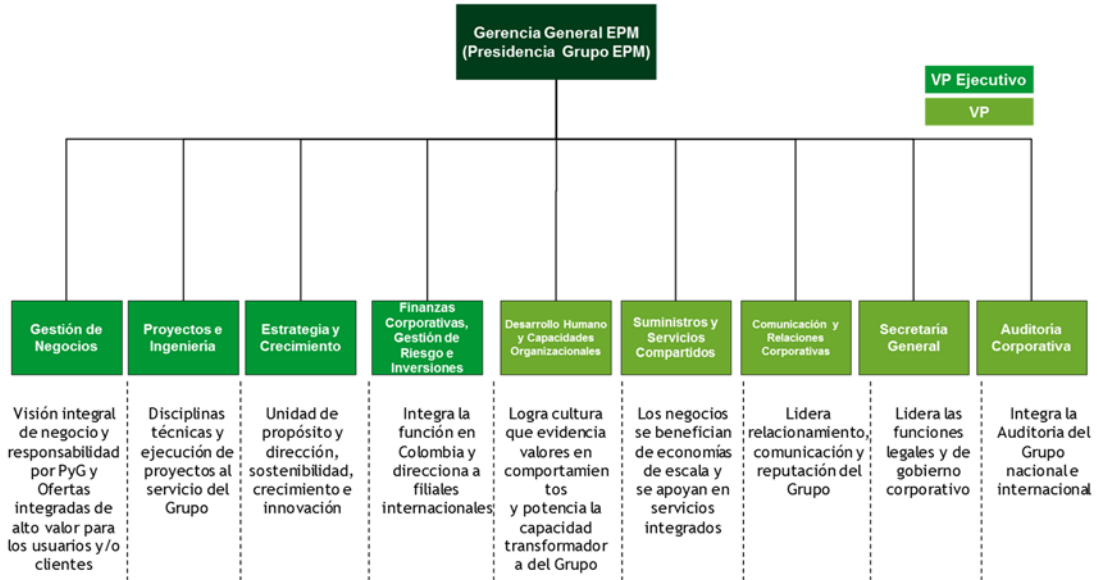 Gerencia General EPM
(Presidencia Grupo EPM)
VP Ejecutivo
VP
Gestión de
Negocios
Proyectos e
Ingenieria
Estrategia y
Crecimiento
Finanzas
Corporativas,
Gestión de
Riesgo e
Inversiones
Desarrollo Humano
y Capacidades
Organizacionales
Suministros y
Servicios
Compartidos
Comunicación y
Relaciones
Corporativas
Secretaria
General
Auditoria
Corporativa
Visión integral
de negocio y
responsabilidad
por PyG y
Ofertas
integradas de
alto valor para
los usuarios y/o
clientes
Disciplinas
técnicas y
ejecución de
proyectos al
servicio del
Grupo
Unidad de
propósito y
dirección,
sostenibilidad,
crecimiento e
innovación
Integra la
función en
Colombia y
direcciona a
filiales
internacionales
Logra cultura
que evidencia
valores en
comportamien
tos
y potencia la
capacidad
transformador
a del Grupo
Los negocios
se benefician
de economías
de escala y
se apoyan en
servicios
integrados
Lidera
relacionamiento,
comunicación y
reputación del
Grupo
Lidera las
funciones
legales y de
gobierno
corporativo
Integra la
Auditoria del
Grupo
nacional e
internacional